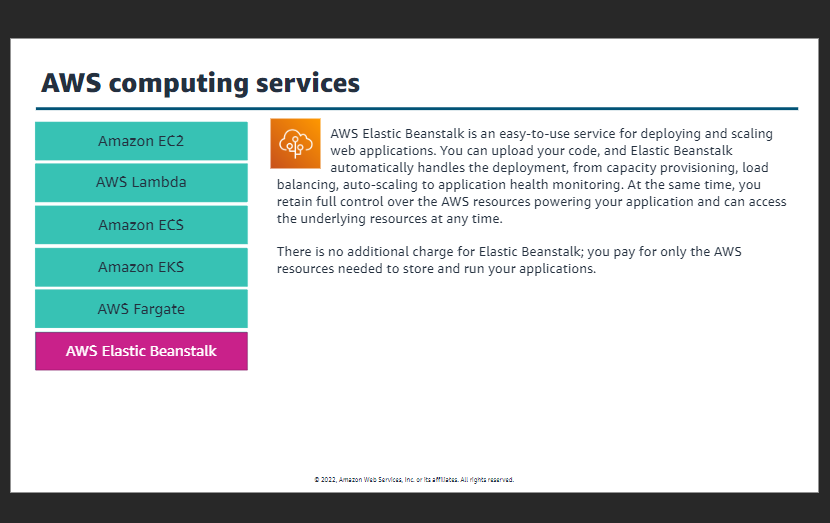 AWS computing services
Amazon EC2
AWS Lambda
Amazon ECS
Amazon EKS
AWS Fargate
AWS Elastic Beanstalk
AWS Elastic Beanstalk is an easy-to-use service for deploying and scaling
web applications. You can upload your code, and Elastic Beanstalk
automatically handles the deployment, from capacity provisioning, load
balancing, auto-scaling to application health monitoring. At the same time, you
retain full control over the AWS resources powering your application and can access
the underlying resources at any time.
There is no additional charge for Elastic Beanstalk; you pay for only the AWS
resources needed to store and run your applications.
© 2022, Amazon Web Services, Inc. or its affiliates. All rights reserved.